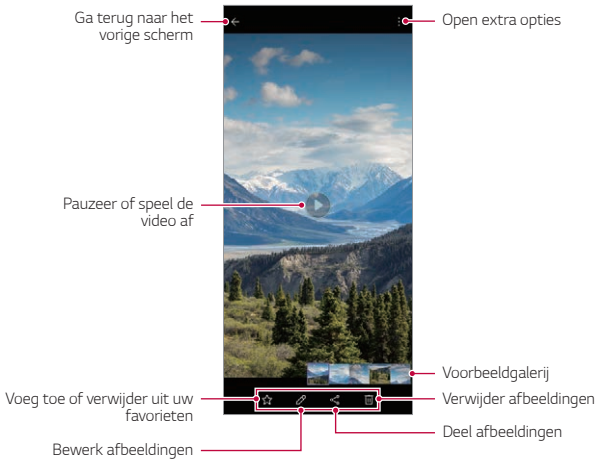 Ga terug naar het
vorige scherm
Open extra opties
Pauzeer of speel de
video af
Voorbeeldgalerij
Voeg toe of verwijder uit uw
favorieten
Verwijder afbeeldingen
Deel afbeeldingen
Bewerk afbeeldingen